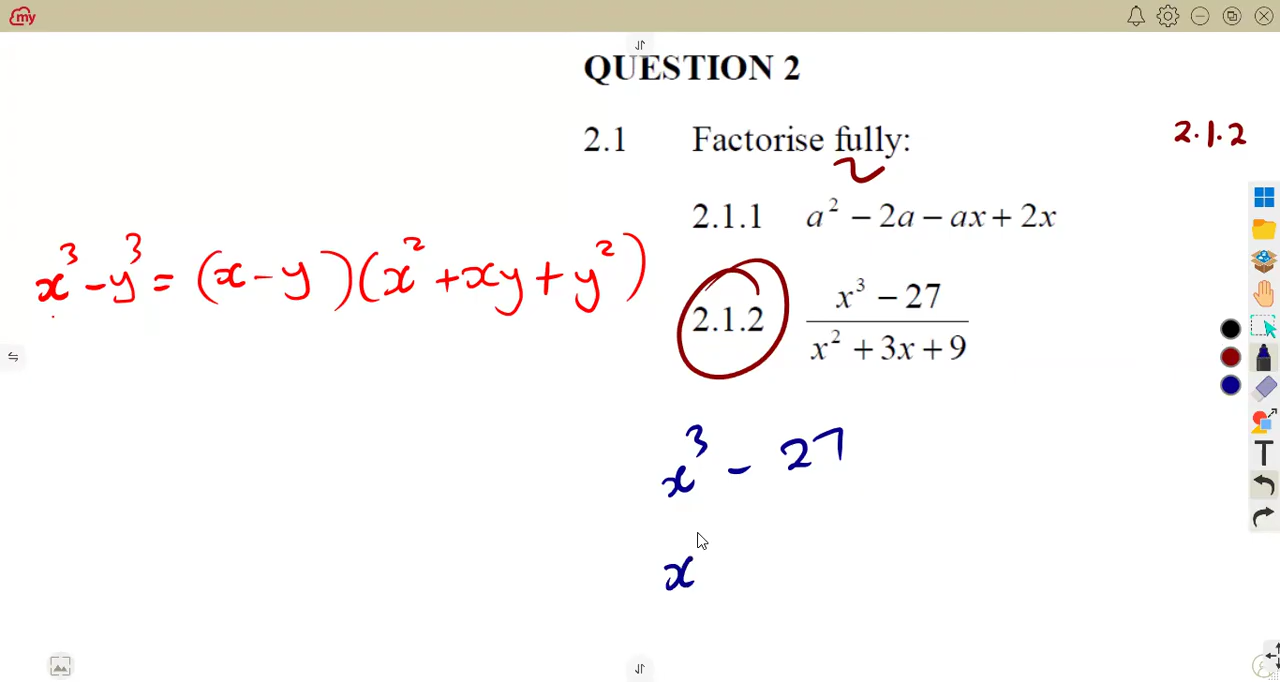 my
QUESTION 2
2.1 Factorise fully:
2.1.2
2.1.1 a² − 2a − ax + 2x
x³ - y³ = (x - y)(x² + xy + y²)
2.1.2 x³ − 27
x² + 3x + 9
x³ - 27
x
T